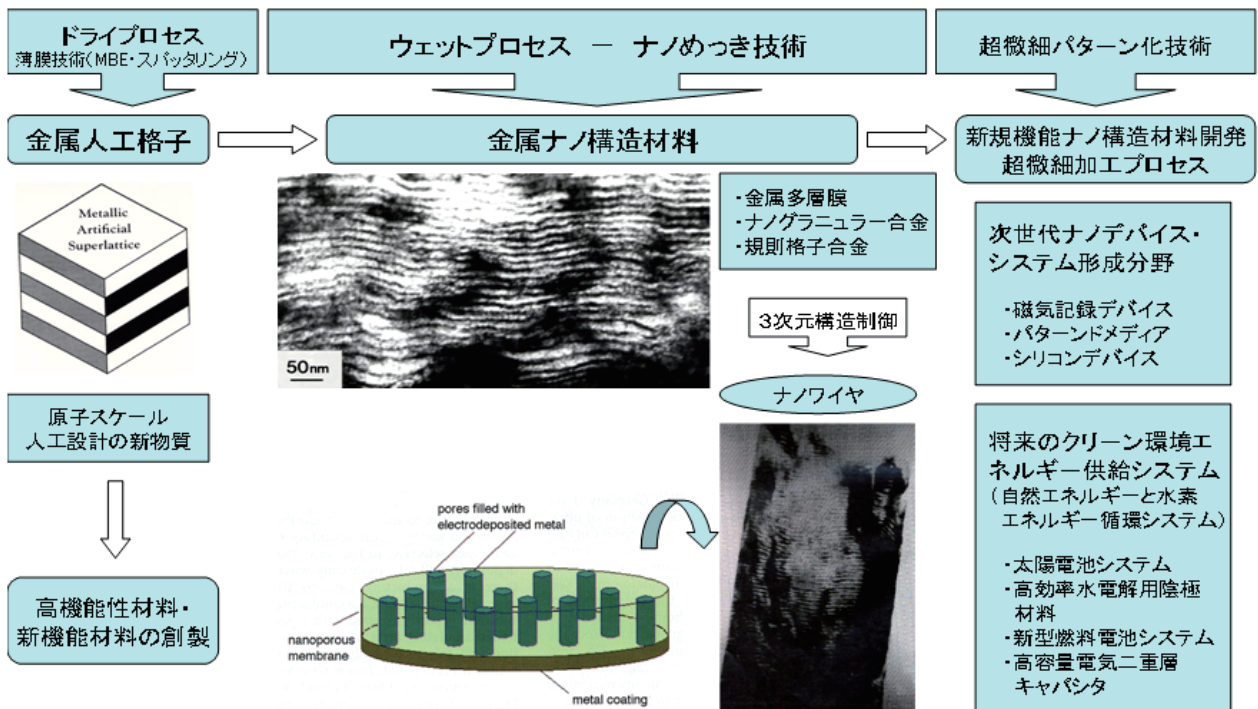 ドライプロセス
薄膜技術(MBE・スパッタリング)
ウェットプロセス － ナノめっき技術
超微細パターン化技術
金属人工格子
金属ナノ構造材料
新規機能ナノ構造材料開発
超微細加工プロセス
Metallic
Artificial
Superlattice
50nm
・金属多層膜
・ナノグラニュラー合金
・規則格子合金
３次元構造制御
ナノワイヤ
原子スケール
人工設計の新物質
高機能性材料・
新機能材料の創製
pores filled with
electrodeposited metal
nanoporous
membrane
metal coating
次世代ナノデバイス・
システム形成分野
・磁気記録デバイス
・パターンドメディア
・シリコンデバイス
将来のクリーン環境エ
ネルギー供給システム
(自然エネルギーと水素
エネルギー循環システム)
・太陽電池システム
・高効率水電解用陰極
材料
・新型燃料電池システム
・高容量電気二重層
キャパシタ